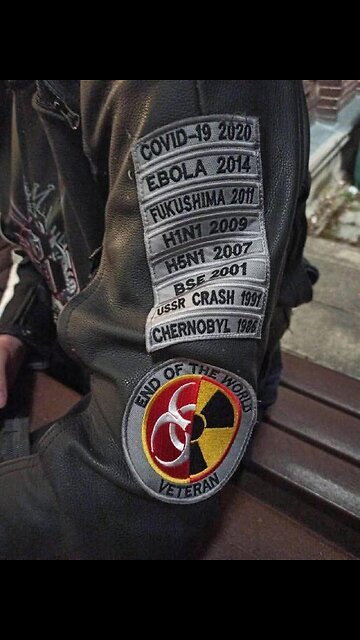 COVID-19 2020
EBOLA 2014
FUKUSHIMA 2011
H1N1 2009
H5N1 2007
BSE 2001
USSR CRASH 1991
CHERNOBYL 1986
END OF THE WORLD
VETERAN